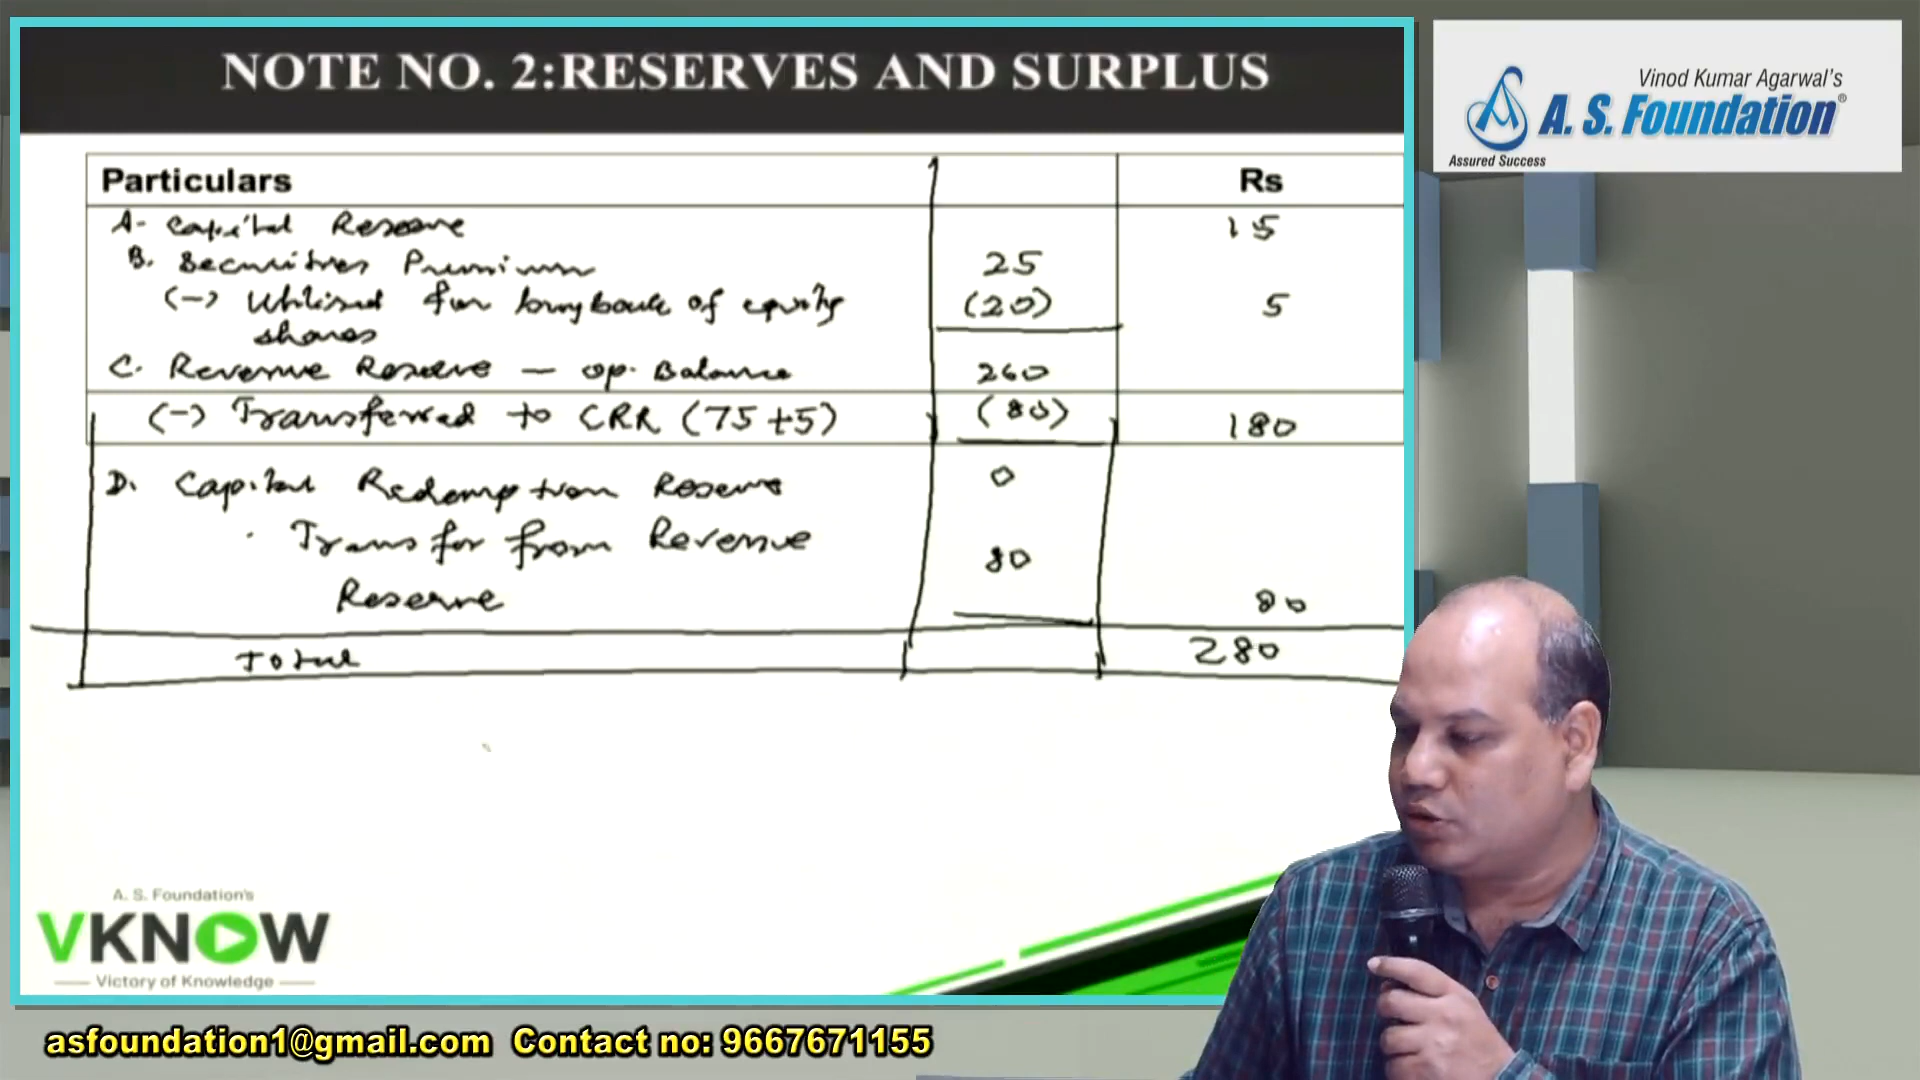 NOTE NO. 2:RESERVES AND SURPLUS
Vinod Kumar Agarwal's
A. S. Foundation®
Assured Success
Particulars Rs
A- Capital Reserve 15
B. Securities Premium 25
(-) Utilised for buyback of equity (20) 5
shares
C. Revenue Reserve - op. Balance 260
(-) Transferred to CRR (75+5) (80) 180
D. Capital Redemption Reserve 0
Transfer from Revenue 80
Reserve 80
Total 280
A. S. Foundation's
VKNOW
Victory of Knowledge
asfoundation1@gmail.com Contact no: 9667671155